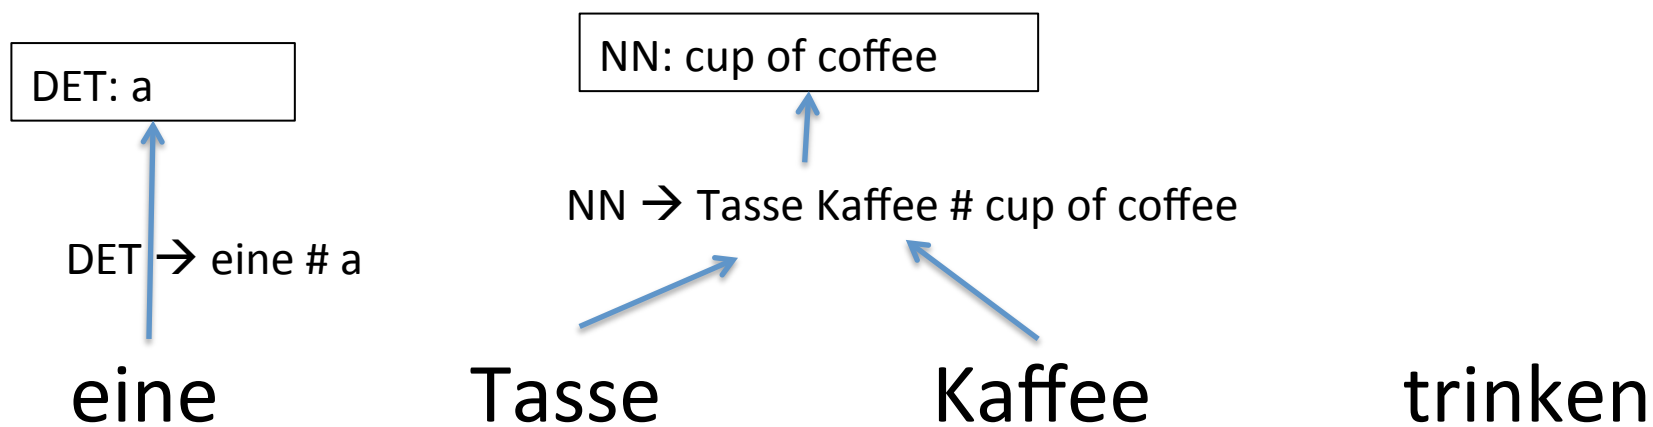 NN: cup of coffee
DET: a
NN → Tasse Kaffee # cup of coffee
DET → eine # a
eine Tasse Kaffee trinken